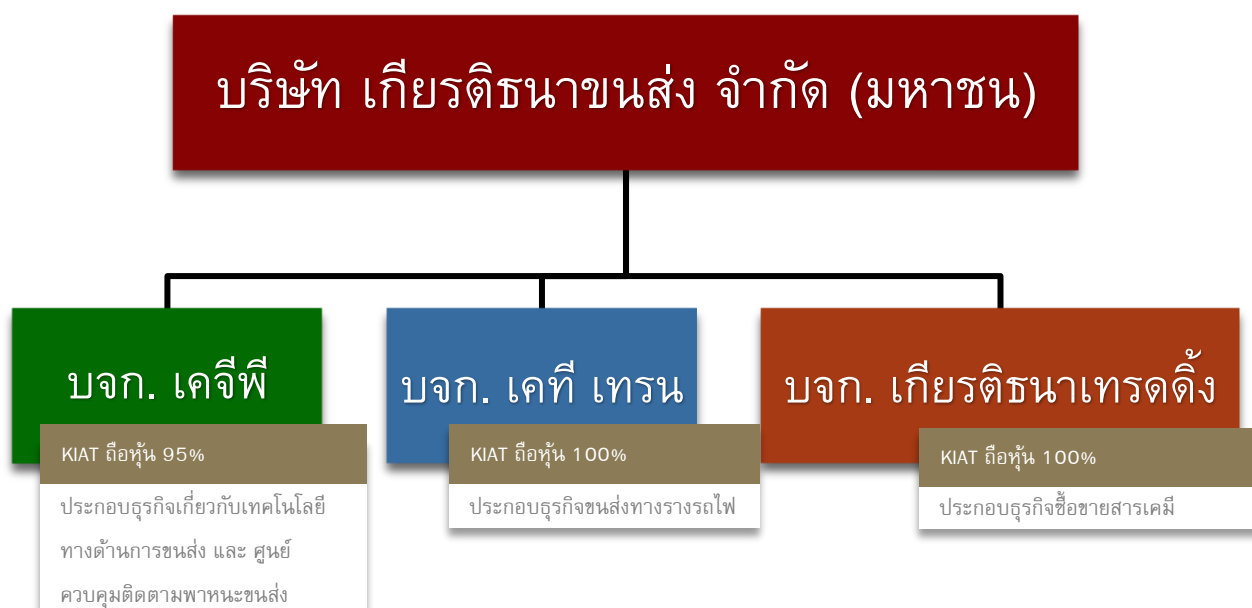 บริษัท เกียรติธนาขนส่ง จำกัด (มหาชน)
บจก. เคจีพี
KIAT ถือหุ้น 95%
ประกอบธุรกิจเกี่ยวกับเทคโนโลยี
ทางด้านการขนส่ง และ ศูนย์
ควบคุมติดตามพาหนะขนส่ง
บจก. เคที เทรน
KIAT ถือหุ้น 100%
ประกอบธุรกิจขนส่งทางรางรถไฟ
บจก. เกียรติธนาเทรดดิ้ง
KIAT ถือหุ้น 100%
ประกอบธุรกิจซื้อขายสารเคมี